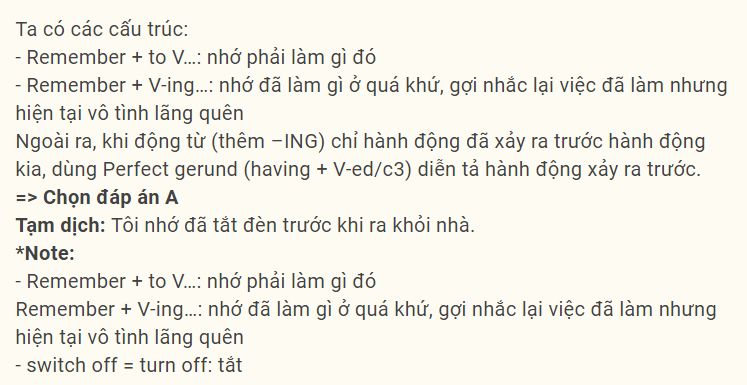 Ta có các cấu trúc:
- Remember + to V…: nhớ phải làm gì đó
- Remember + V-ing…: nhớ đã làm gì ở quá khứ, gợi nhắc lại việc đã làm nhưng
hiện tại vô tình lãng quên
Ngoài ra, khi động từ (thêm –ING) chỉ hành động đã xảy ra trước hành động
kia, dùng Perfect gerund (having + V-ed/c3) diễn tả hành động xảy ra trước.
=> Chọn đáp án A
Tạm dịch: Tôi nhớ đã tắt đèn trước khi ra khỏi nhà.
*Note:
- Remember + to V…: nhớ phải làm gì đó
Remember + V-ing…: nhớ đã làm gì ở quá khứ, gợi nhắc lại việc đã làm nhưng
hiện tại vô tình lãng quên
- switch off = turn off: tắt